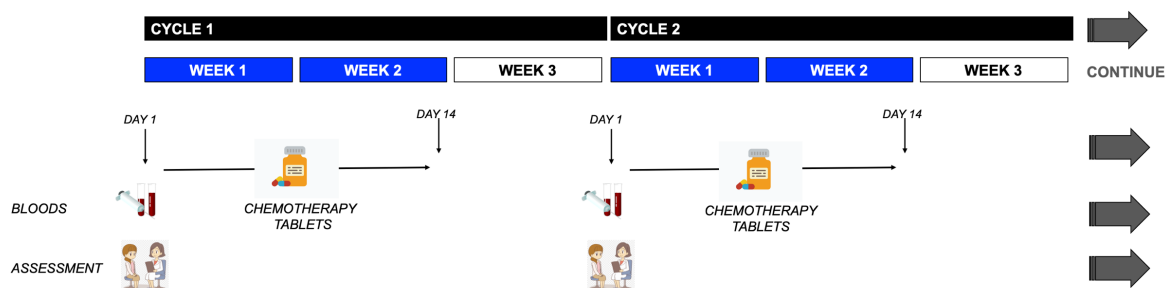 CYCLE 1 CYCLE 2
WEEK 1 WEEK 2 WEEK 3 WEEK 1 WEEK 2 WEEK 3 CONTINUE
DAY 1 DAY 14 DAY 1 DAY 14
BLOODS
CHEMOTHERAPY TABLETS
CHEMOTHERAPY TABLETS
ASSESSMENT